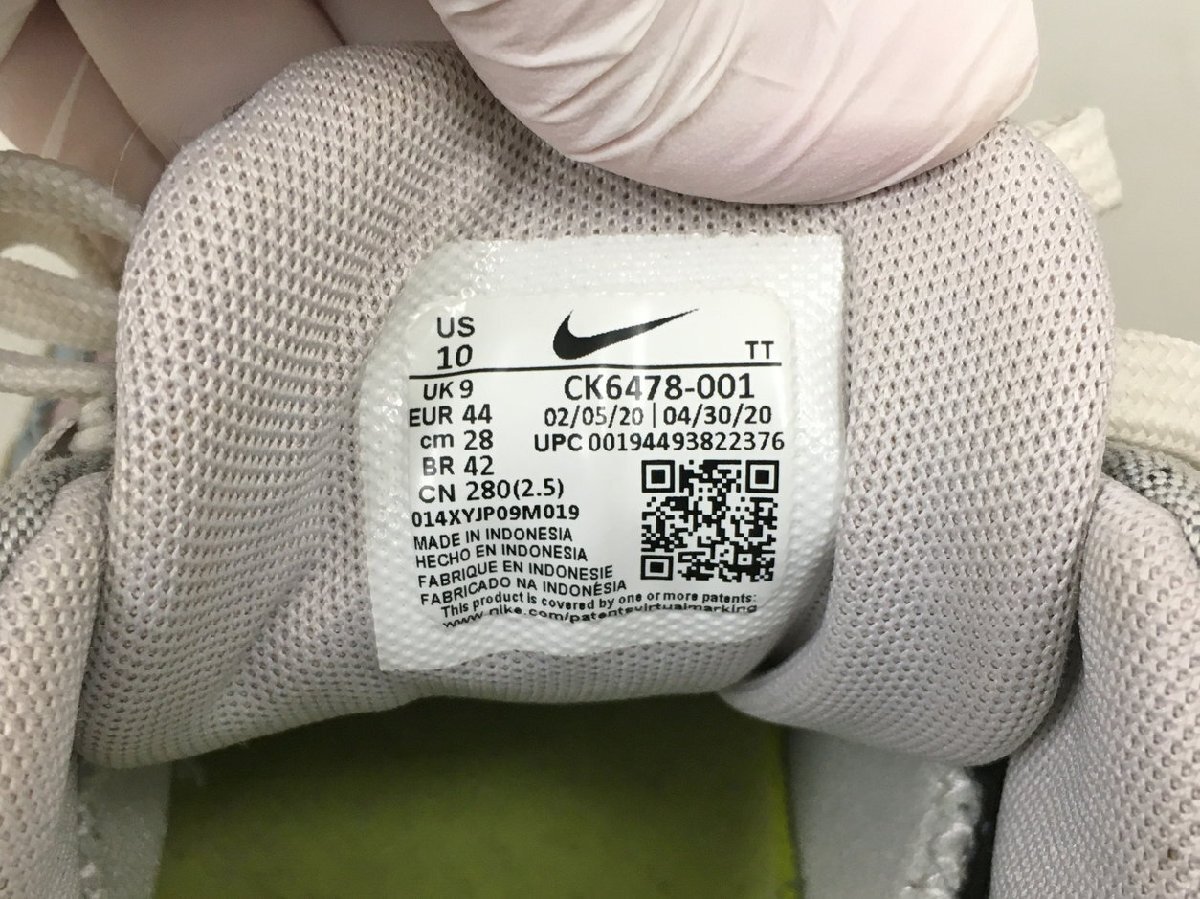 US
10
TT
UK 9
CK6478-001
EUR 44
02/05/20 | 04/30/20
cm 28
UPC 00194493822376
BR 42
CN 280(2.5)
014XYJP09M019
MADE IN INDONESIA
HECHO EN INDONESIA
FABRIQUE EN INDONESIE
FABRICADO NA INDONÉSIA
This product is covered by one or more patents:
www.nike.com/patentsvirtualmarking